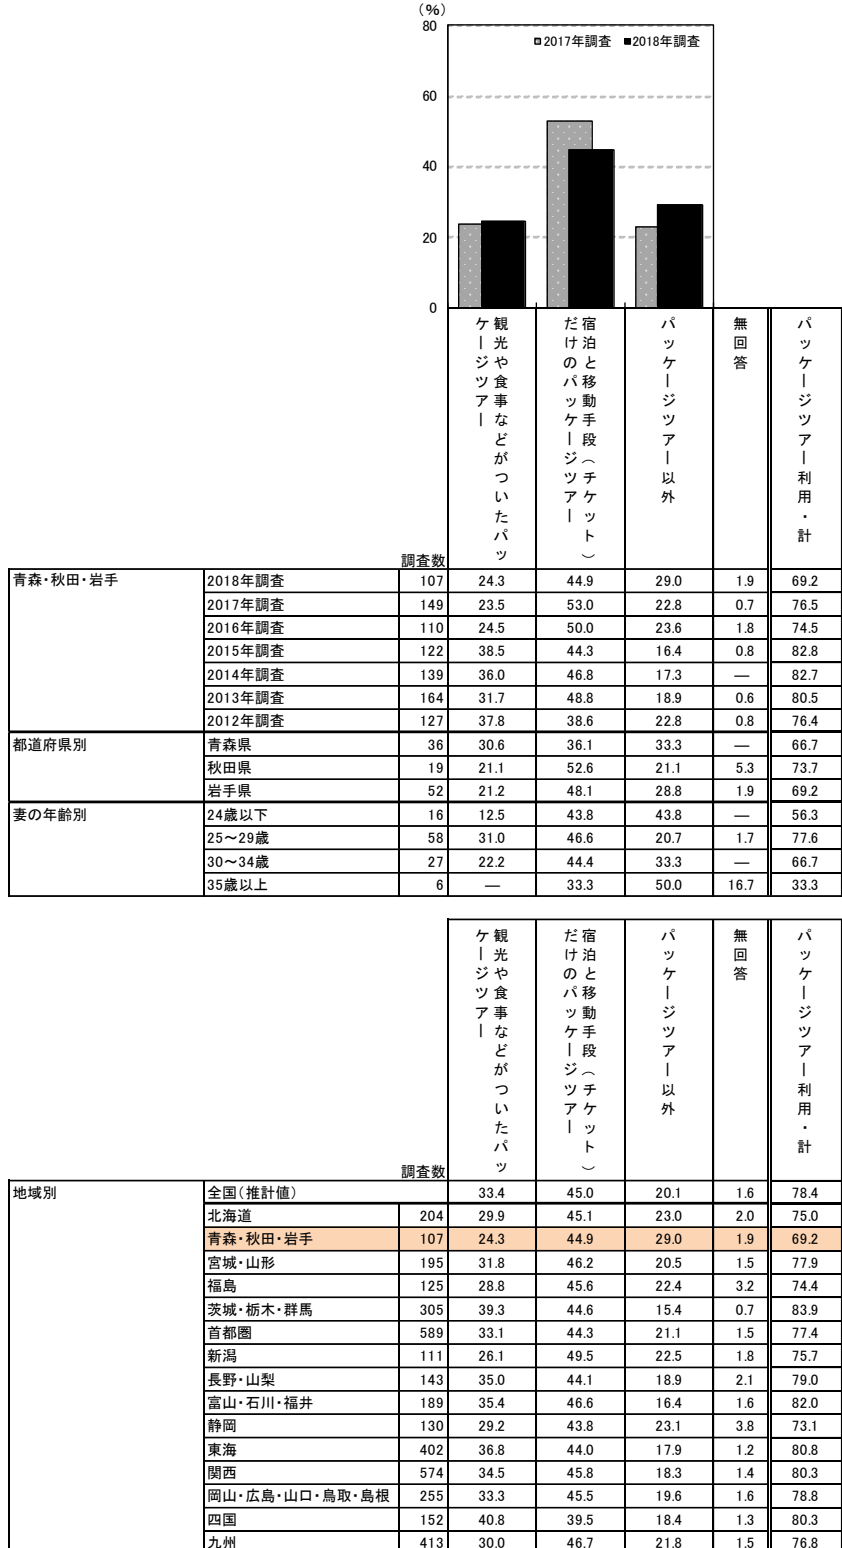 （％）
80
60
40
20
0
2017年調査 2018年調査
観光や食事などがついたパッケージツアー
宿泊と移動手段（チケット）だけのパッケージツアー
パッケージツアー以外
無回答
パッケージツアー利用・計
調査数
青森・秋田・岩手 2018年調査 107 24.3 44.9 29.0 1.9 69.2
2017年調査 149 23.5 53.0 22.8 0.7 76.5
2016年調査 110 24.5 50.0 23.6 1.8 74.5
2015年調査 122 38.5 44.3 16.4 0.8 82.8
2014年調査 139 36.0 46.8 17.3 — 82.7
2013年調査 164 31.7 48.8 18.9 0.6 80.5
2012年調査 127 37.8 38.6 22.8 0.8 76.4
都道府県別 青森県 36 30.6 36.1 33.3 — 66.7
秋田県 19 21.1 52.6 21.1 5.3 73.7
岩手県 52 21.2 48.1 28.8 1.9 69.2
妻の年齢別 24歳以下 16 12.5 43.8 43.8 — 56.3
25～29歳 58 31.0 46.6 20.7 1.7 77.6
30～34歳 27 22.2 44.4 33.3 — 66.7
35歳以上 6 — 33.3 50.0 16.7 33.3
観光や食事などがついたパッケージツアー
宿泊と移動手段（チケット）だけのパッケージツアー
パッケージツアー以外
無回答
パッケージツアー利用・計
調査数
地域別 全国（推計値） 33.4 45.0 20.1 1.6 78.4
北海道 204 29.9 45.1 23.0 2.0 75.0
青森・秋田・岩手 107 24.3 44.9 29.0 1.9 69.2
宮城・山形 195 31.8 46.2 20.5 1.5 77.9
福島 125 28.8 45.6 22.4 3.2 74.4
茨城・栃木・群馬 305 39.3 44.6 15.4 0.7 83.9
首都圏 589 33.1 44.3 21.1 1.5 77.4
新潟 111 26.1 49.5 22.5 1.8 75.7
長野・山梨 143 35.0 44.1 18.9 2.1 79.0
富山・石川・福井 189 35.4 46.6 16.4 1.6 82.0
静岡 130 29.2 43.8 23.1 3.8 73.1
東海 402 36.8 44.0 17.9 1.2 80.8
関西 574 34.5 45.8 18.3 1.4 80.3
岡山・広島・山口・鳥取・島根 255 33.3 45.5 19.6 1.6 78.8
四国 152 40.8 39.5 18.4 1.3 80.3
九州 413 30.0 46.7 21.8 1.5 76.8